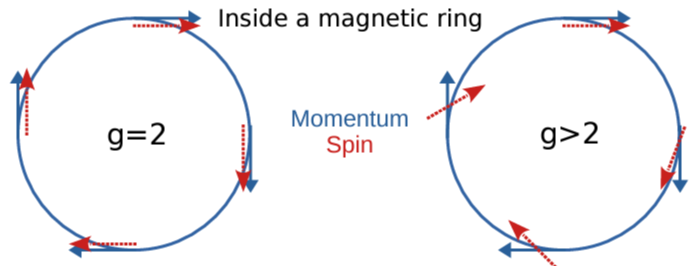 Inside a magnetic ring
g=2
Momentum
Spin
g>2